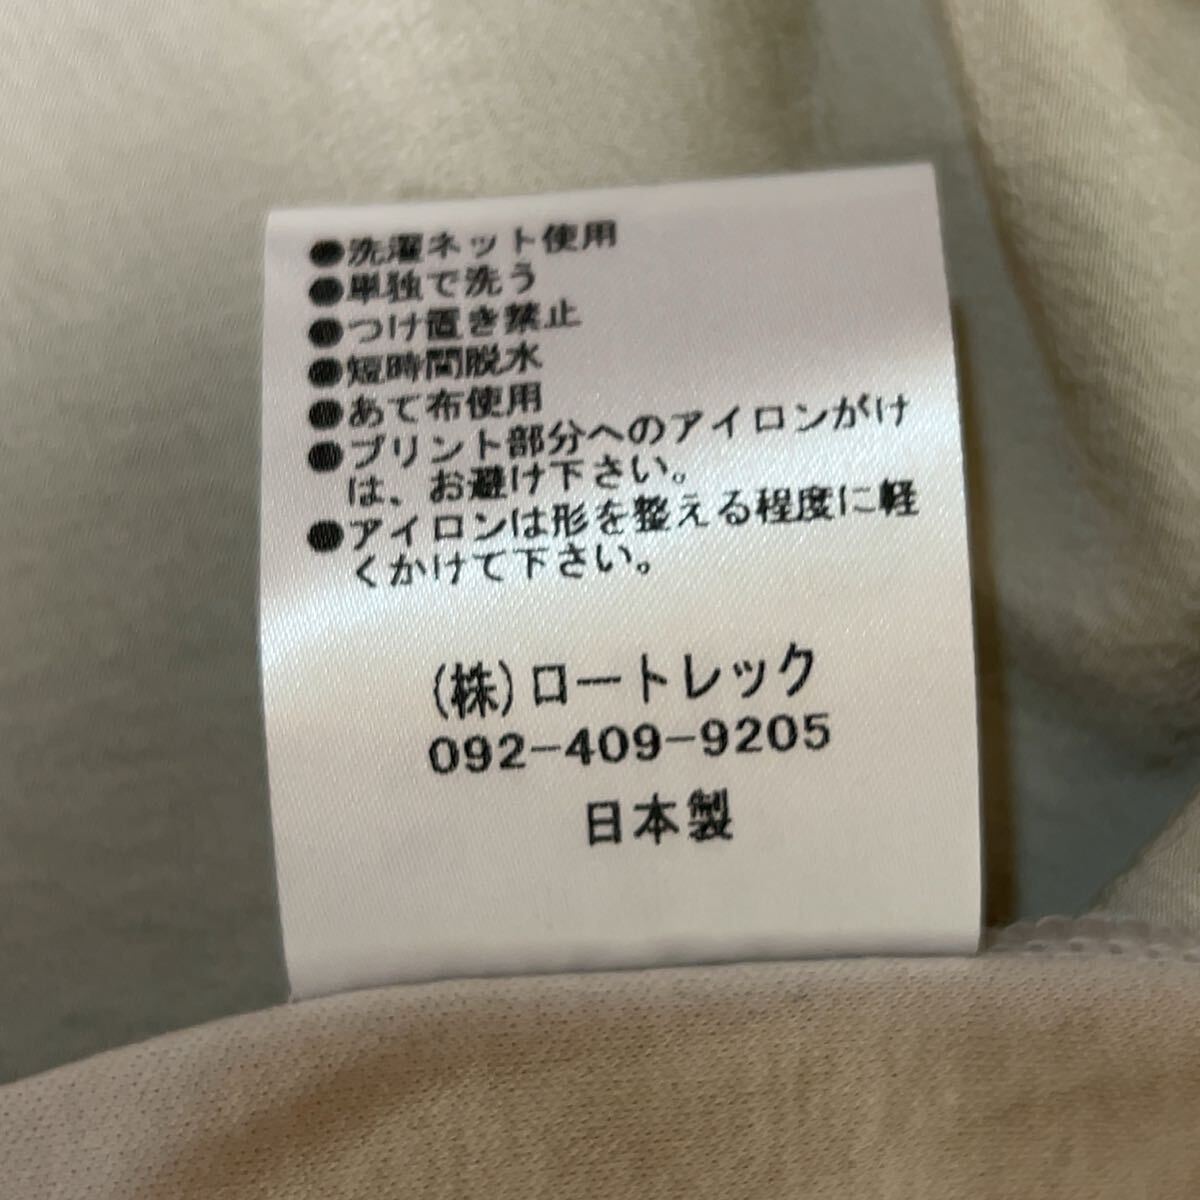 ●洗濯ネット使用
●単独で洗う
●つけ置き禁止
●短時間脱水
●あて布使用
●プリント部分へのアイロンがけ
は、お避け下さい。
●アイロンは形を整える程度に軽
くかけて下さい。
(株)ロートレック
092-409-9205
日本製